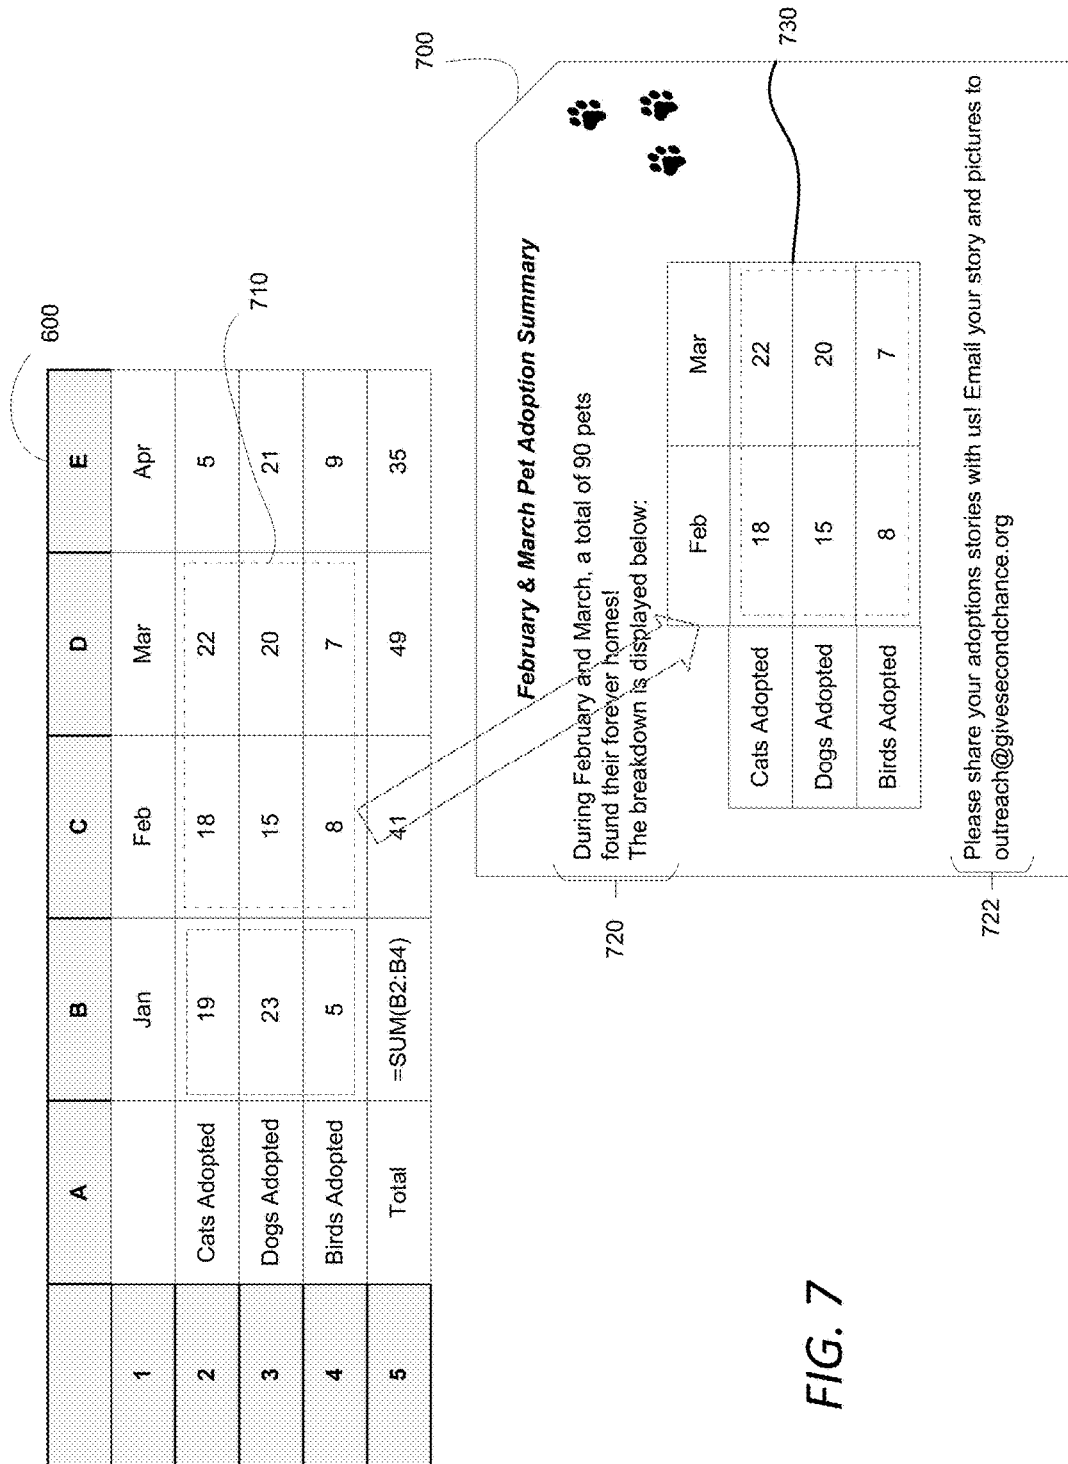 600
A B C D E
1 Jan Feb Mar Apr
2 Cats Adopted 19 18 22 5
3 Dogs Adopted 23 15 20 21
4 Birds Adopted 5 8 7 9
5 Total =SUM(B2:B4) 41 49 35
710
700
February & March Pet Adoption Summary
During February and March, a total of 90 pets
found their forever homes!
The breakdown is displayed below:
720
Feb Mar
Cats Adopted 18 22
Dogs Adopted 15 20
Birds Adopted 8 7
730
Please share your adoptions stories with us! Email your story and pictures to
outreach@givesecondchance.org
722
FIG. 7